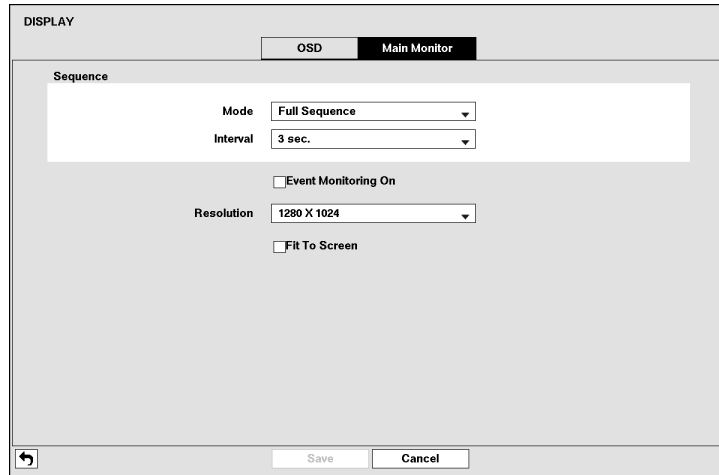 DISPLAY
OSD Main Monitor
Sequence
Mode Full Sequence
Interval 3 sec.
Event Monitoring On
Resolution 1280 X 1024
Fit To Screen
Save Cancel